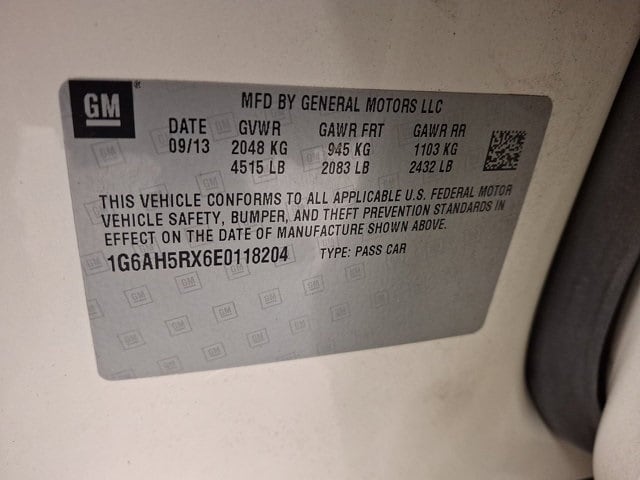 GM
MFD BY GENERAL MOTORS LLC
DATE GVWR GAWR FRT GAWR RR
09/13 2048 KG 945 KG 1103 KG
4515 LB 2083 LB 2432 LB
THIS VEHICLE CONFORMS TO ALL APPLICABLE U.S. FEDERAL MOTOR
VEHICLE SAFETY, BUMPER, AND THEFT PREVENTION STANDARDS IN
EFFECT ON THE DATE OF MANUFACTURE SHOWN ABOVE.
1G6AH5RX6E0118204 TYPE: PASS CAR